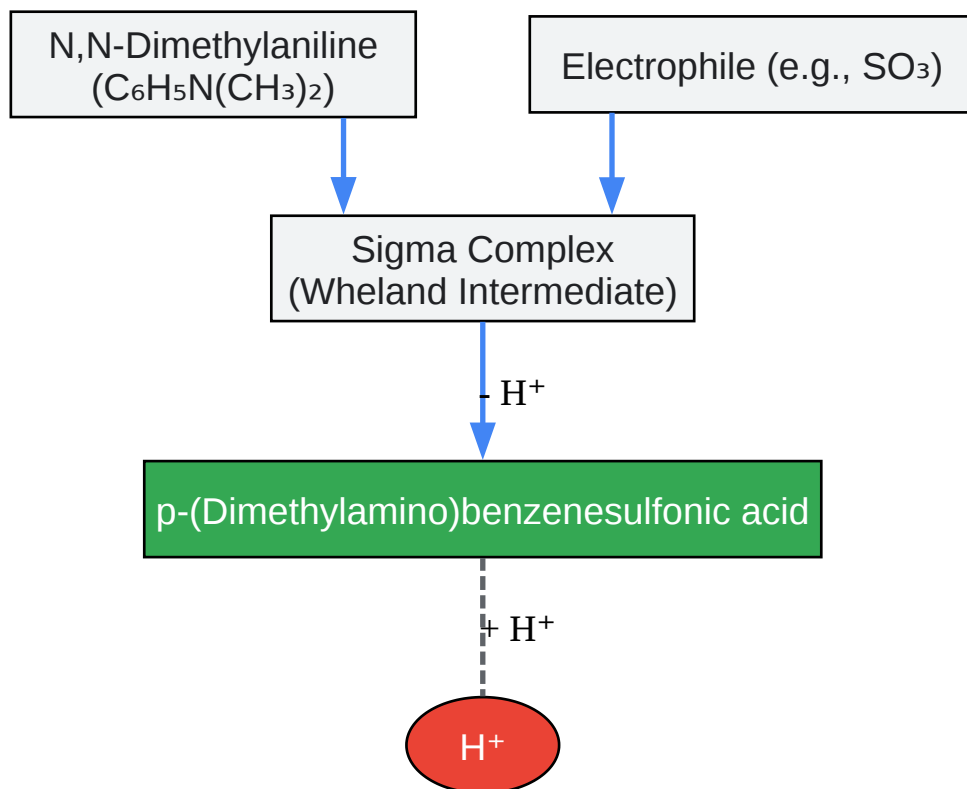 N,N-Dimethylaniline
(C₆H₅N(CH₃)₂)
Electrophile (e.g., SO₃)
Sigma Complex
(Wheland Intermediate)
- H⁺
p-(Dimethylamino)benzenesulfonic acid
+ H⁺
H⁺